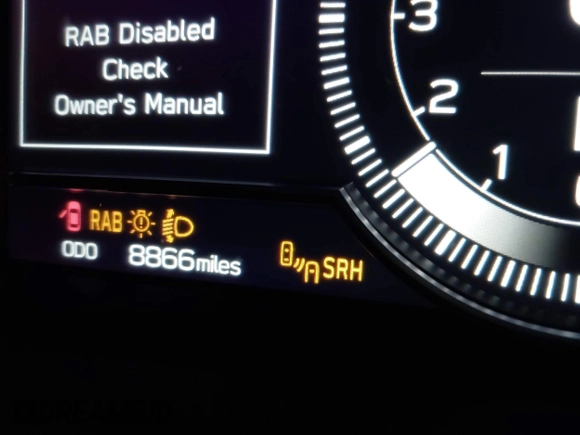 RAB Disabled
Check
Owner's Manual
3
2
1
RAB
ODO 8866miles
SRH